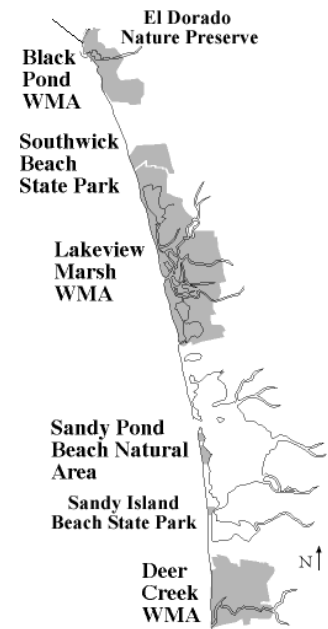 El Dorado
Nature Preserve
Black
Pond
WMA
Southwick
Beach
State Park
Lakeview
Marsh
WMA
Sandy Pond
Beach Natural
Area
Sandy Island
Beach State Park
N
Deer
Creek
WMA